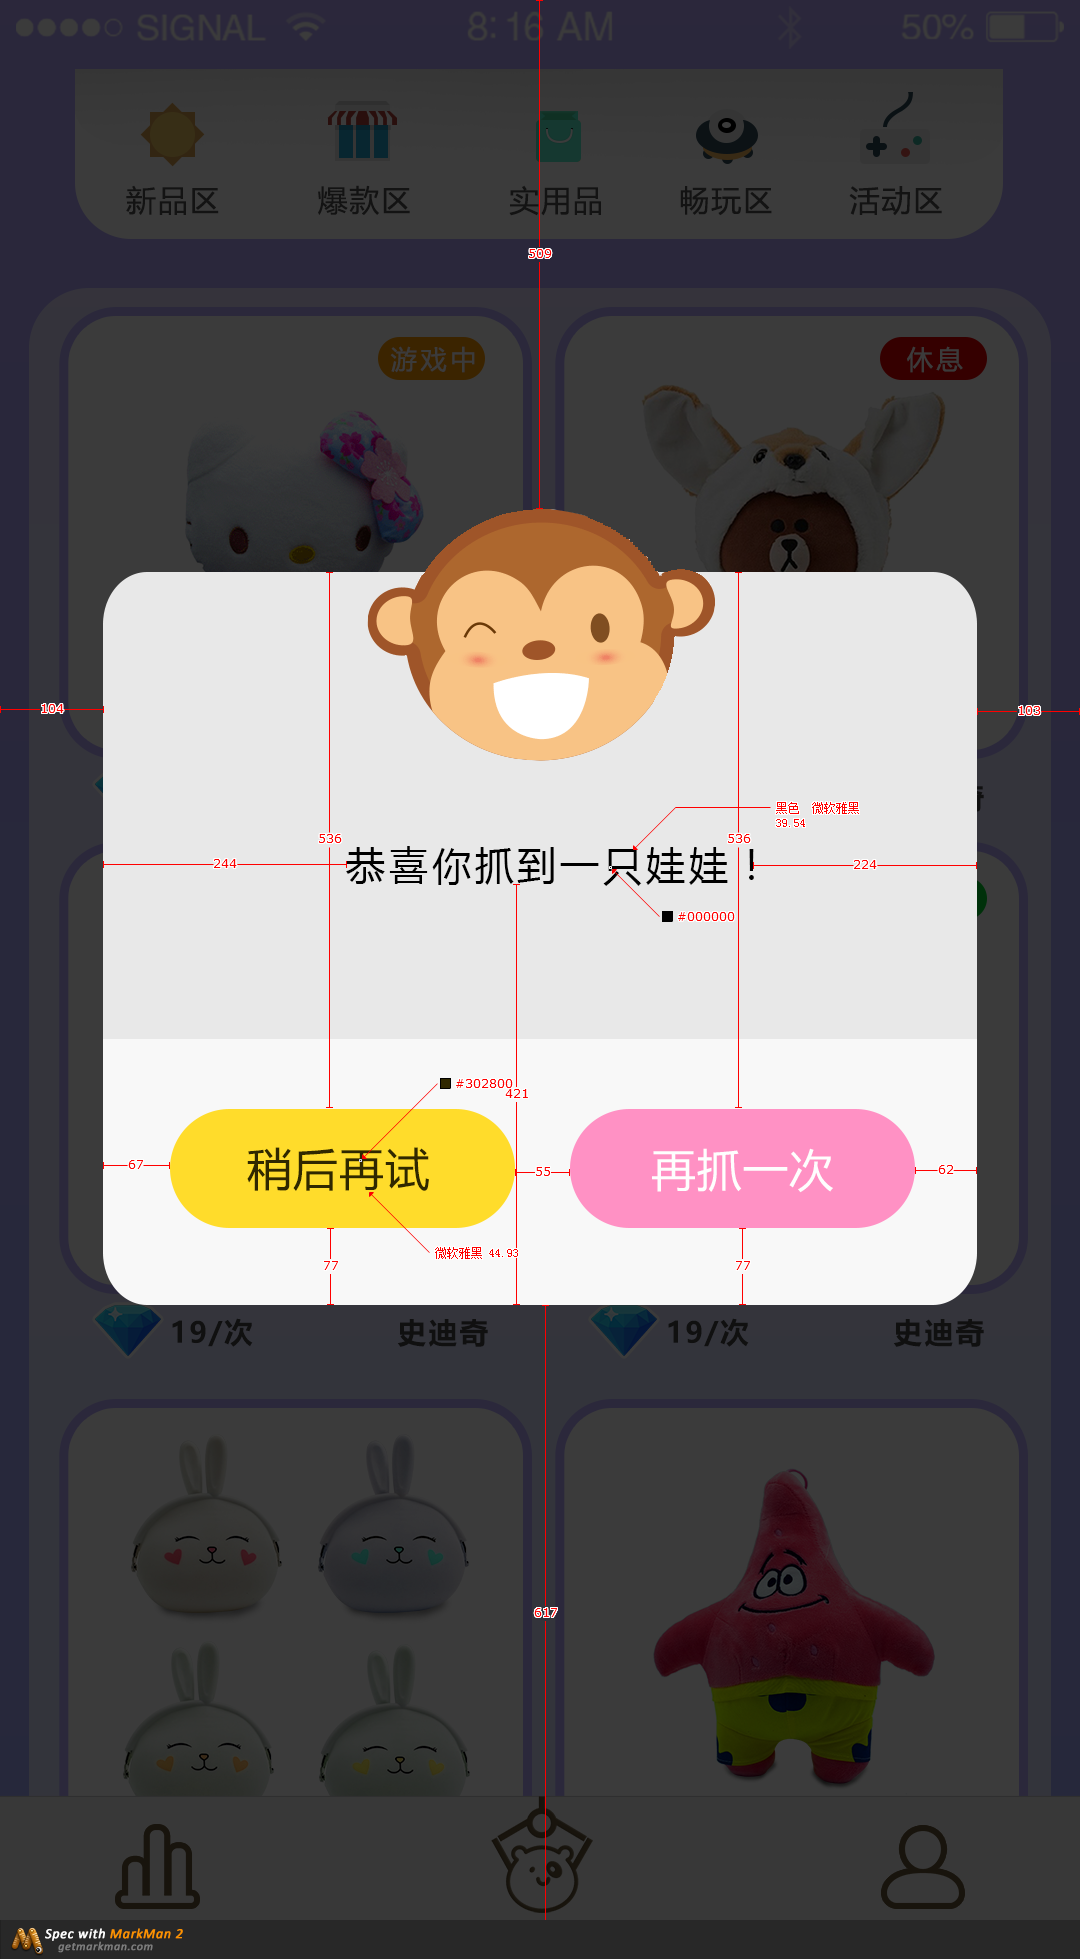 SIGNAL 8:16 AM 50%
新品区 爆款区 实用品 畅玩区 活动区
509
游戏中 休息
104 103
黑色 微软雅黑
39.54
536 536
244 恭喜你抓到一只娃娃！ 224
#000000
#302800
421
稍后再试 再抓一次
67 55 62
微软雅黑 44.93
77 77
19/次 史迪奇 19/次 史迪奇
617
Spec with MarkMan 2
getmarkman.com